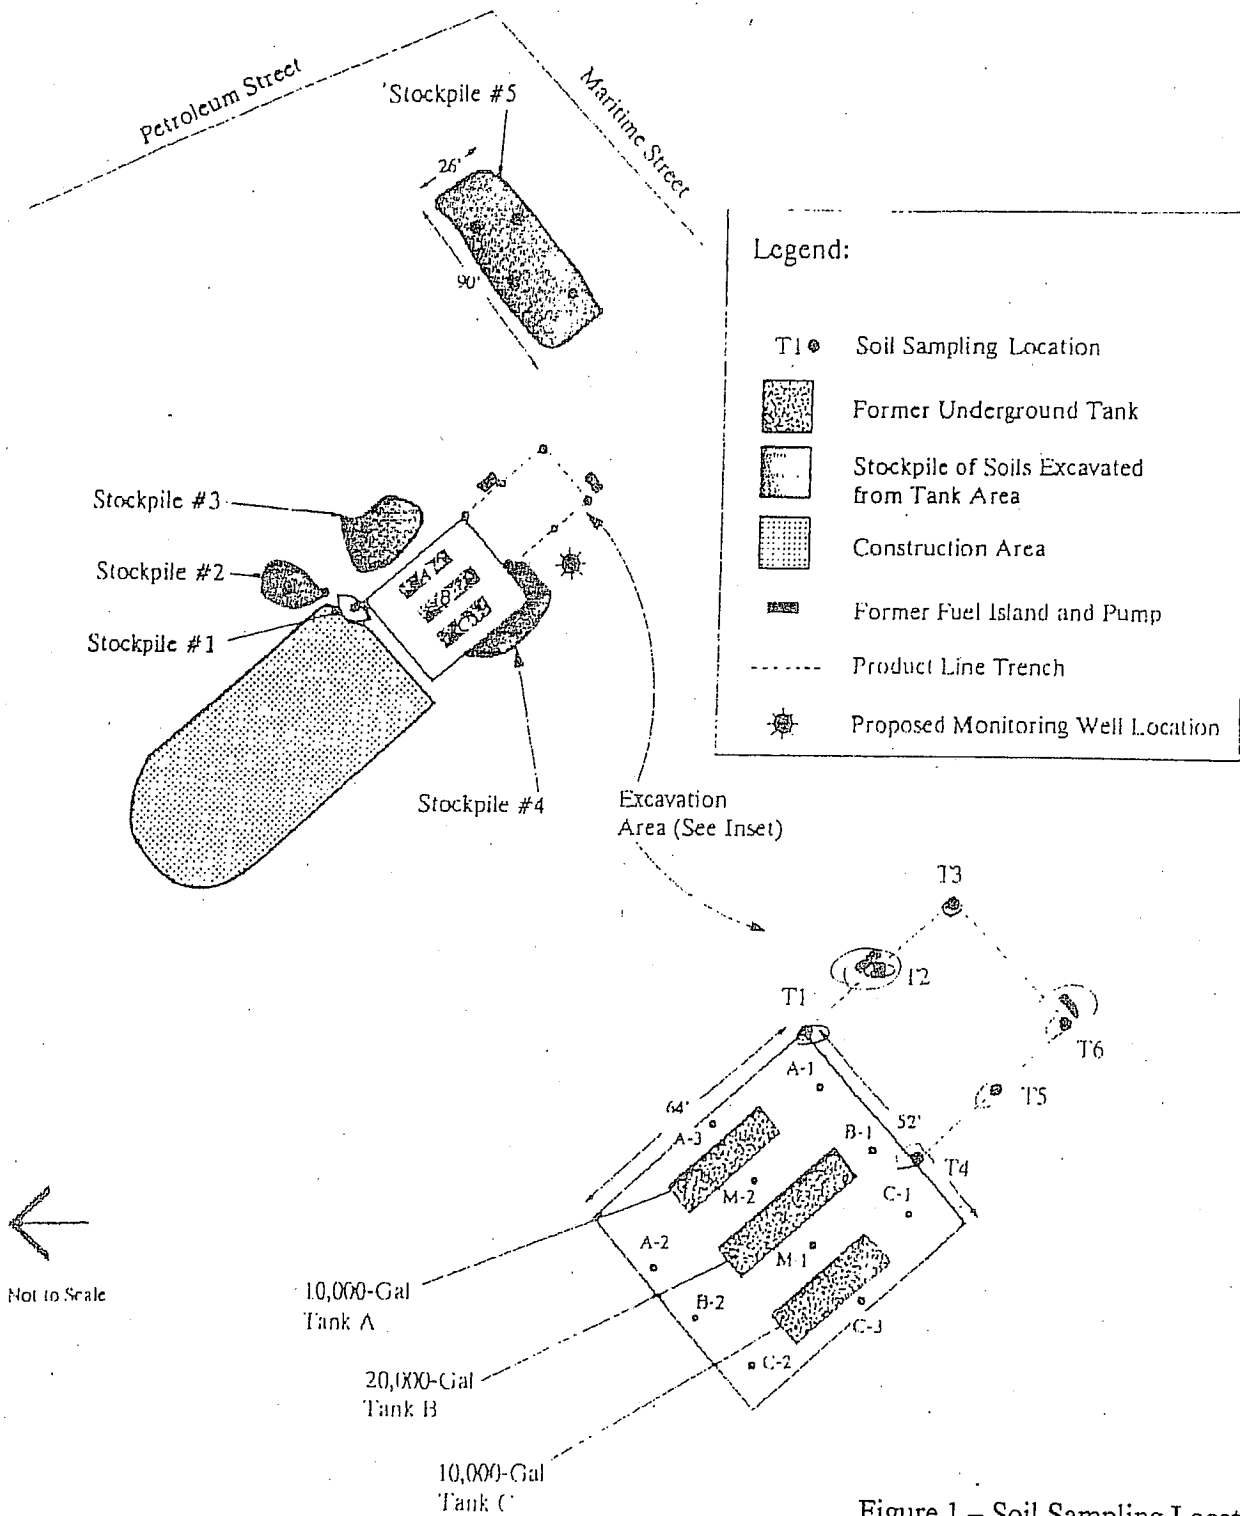 Petroleum Street
Maritime Street
Stockpile #5
26'
90'
Legend:
T1 Soil Sampling Location
Former Underground Tank
Stockpile of Soils Excavated
from Tank Area
Construction Area
Former Fuel Island and Pump
Product Line Trench
Proposed Monitoring Well Location
Stockpile #3
Stockpile #2
Stockpile #1
A
B
C
Stockpile #4
Excavation
Area (See Inset)
T3
T2
T1
T6
T5
T4
64'
52'
A-1
A-3
B-1
M-2
C-1
A-2
M-1
B-2
C-3
C-2
Not to Scale
10,000-Gal
Tank A
20,000-Gal
Tank B
10,000-Gal
Tank C
Figure 1 – Soil Sampling Locat